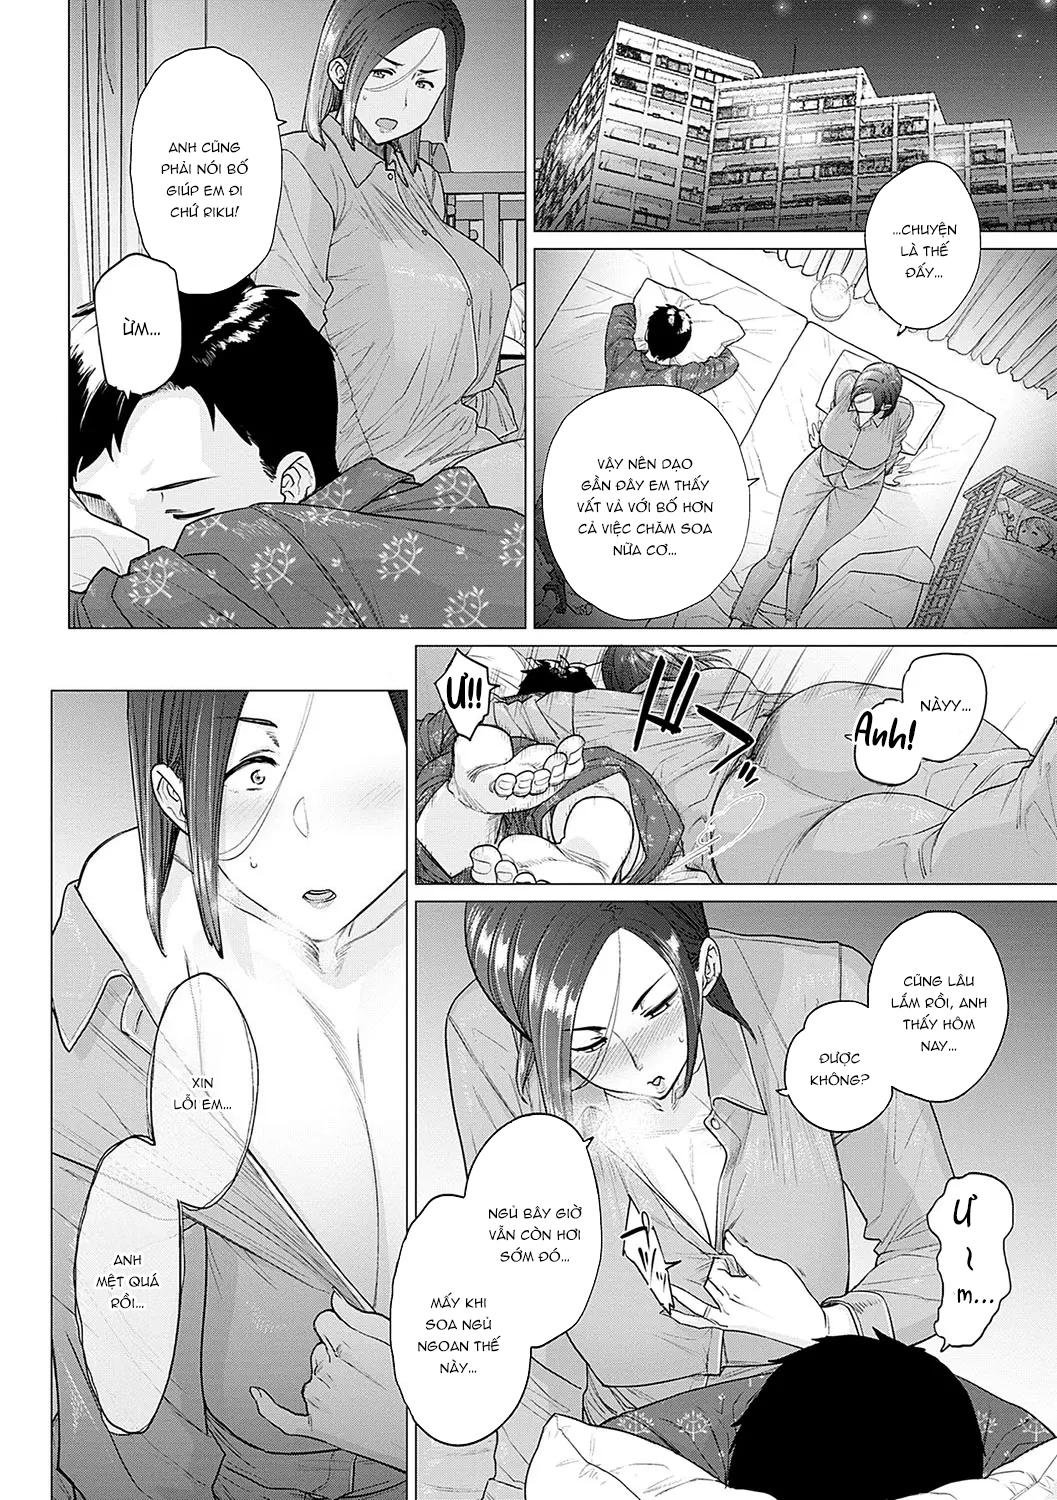 ...CHUYỆN
LÀ THẾ
ĐẤY...
VẬY NÊN DẠO
GẦN ĐÂY EM THẤY
VẤT VẢ VỚI BỐ HƠN
CẢ VIỆC CHĂM SOA
NỮA CƠ...
ANH CŨNG
PHẢI NÓI BỐ
GIÚP EM ĐI
CHỨ RIKU!
ỪM...
NÀYY...
Anh!
Ư!!
CŨNG LÂU
LẮM RỒI, ANH
THẤY HÔM
NAY...
ĐƯỢC
KHÔNG?
NGỦ BÂY GIỜ
VẪN CÒN HƠI
SỚM ĐÓ...
MẤY KHI
SOA NGỦ
NGOAN THẾ
NÀY...
Ư
~
m...
XIN
LỖI EM...
ANH
MỆT QUÁ
RỒI...